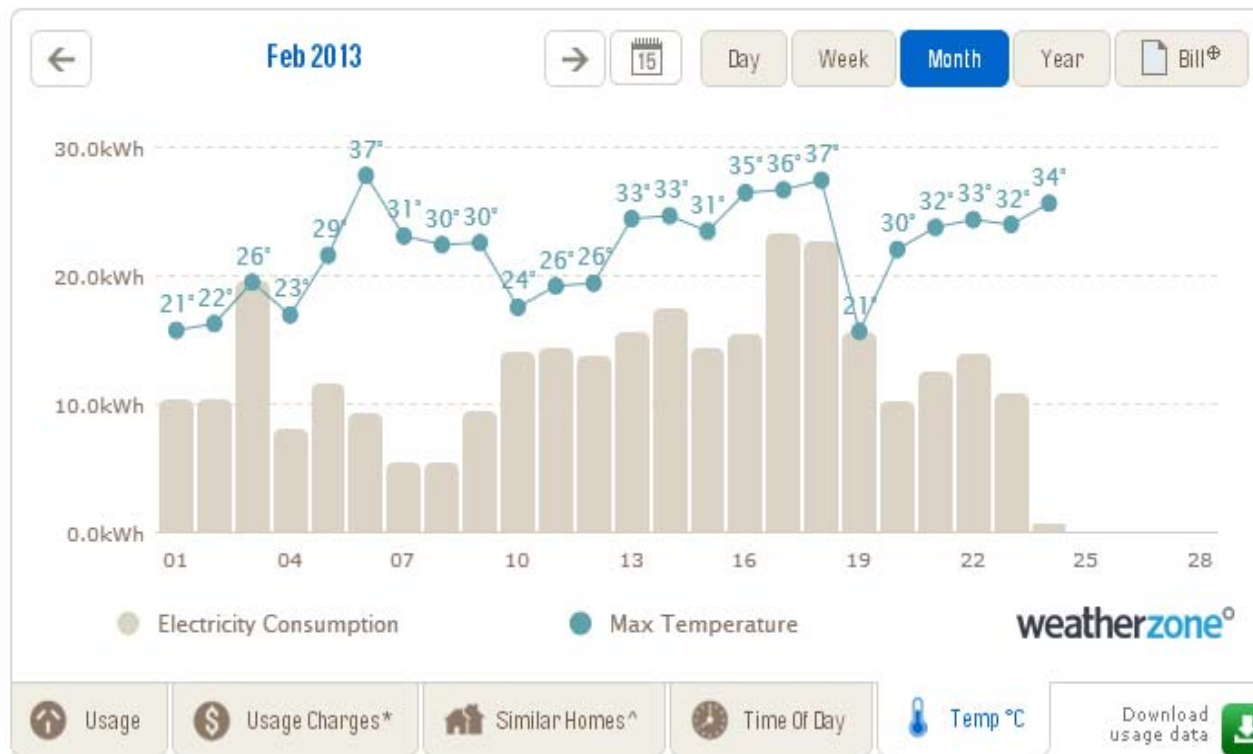 Feb 2013
15
Day
Week
Month
Year
Bill⊕
30.0kWh
20.0kWh
10.0kWh
0.0kWh
21°
22°
26°
23°
29°
37°
31°
30°
30°
24°
26°
26°
33°
33°
31°
35°
36°
37°
21°
30°
32°
33°
32°
34°
01
04
07
10
13
16
19
22
25
28
Electricity Consumption
Max Temperature
weatherzone°
Usage
Usage Charges*
Similar Homes^
Time Of Day
Temp °C
Download
usage data